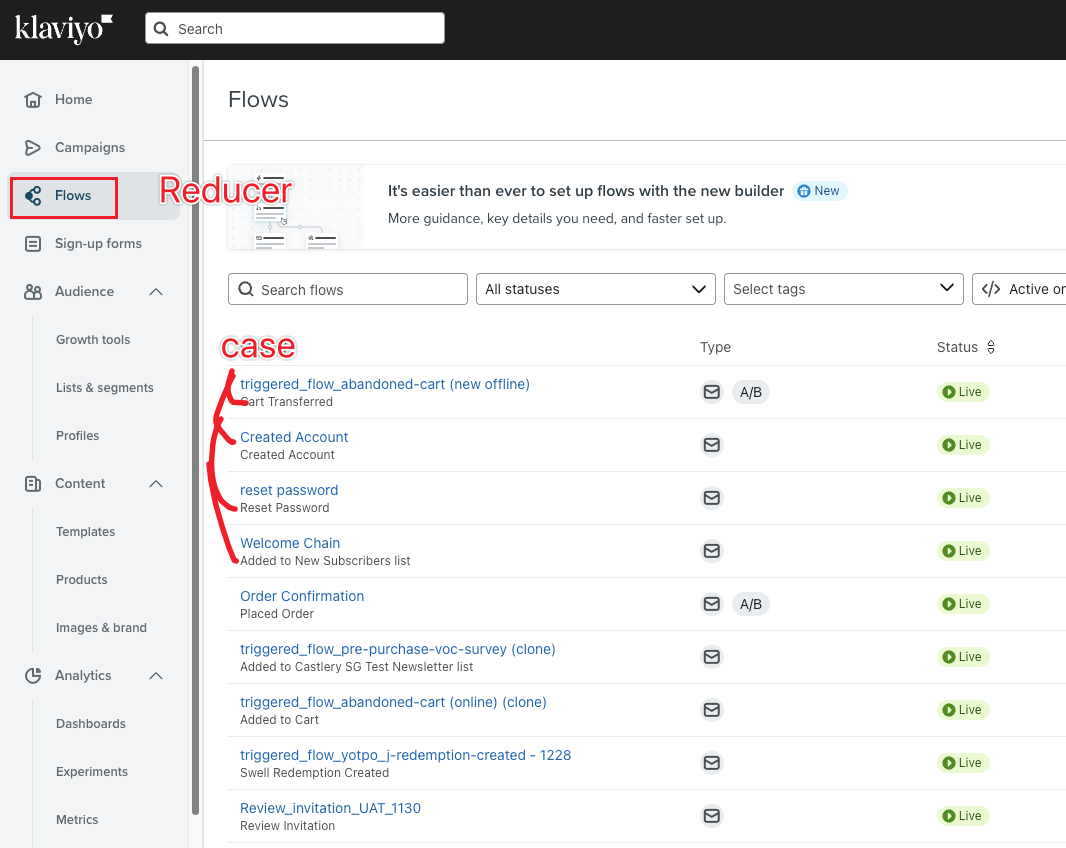 klaviyo
Search
Home
Campaigns
Flows
Sign-up forms
Audience
Growth tools
Lists & segments
Profiles
Content
Templates
Products
Images & brand
Analytics
Dashboards
Experiments
Metrics
Reducer
Flows
It's easier than ever to set up flows with the new builder New
More guidance, key details you need, and faster set up.
Search flows All statuses Select tags </> Active on
case Type Status
triggered_flow_abandoned-cart (new offline) A/B Live
Cart Transferred
Created Account Live
Created Account
reset password Live
Reset Password
Welcome Chain Live
Added to New Subscribers list
Order Confirmation A/B Live
Placed Order
triggered_flow_pre-purchase-voc-survey (clone) Live
Added to Castlery SG Test Newsletter list
triggered_flow_abandoned-cart (online) (clone) Live
Added to Cart
triggered_flow_yotpo_j-redemption-created - 1228 Live
Swell Redemption Created
Review_invitation_UAT_1130 Live
Review Invitation